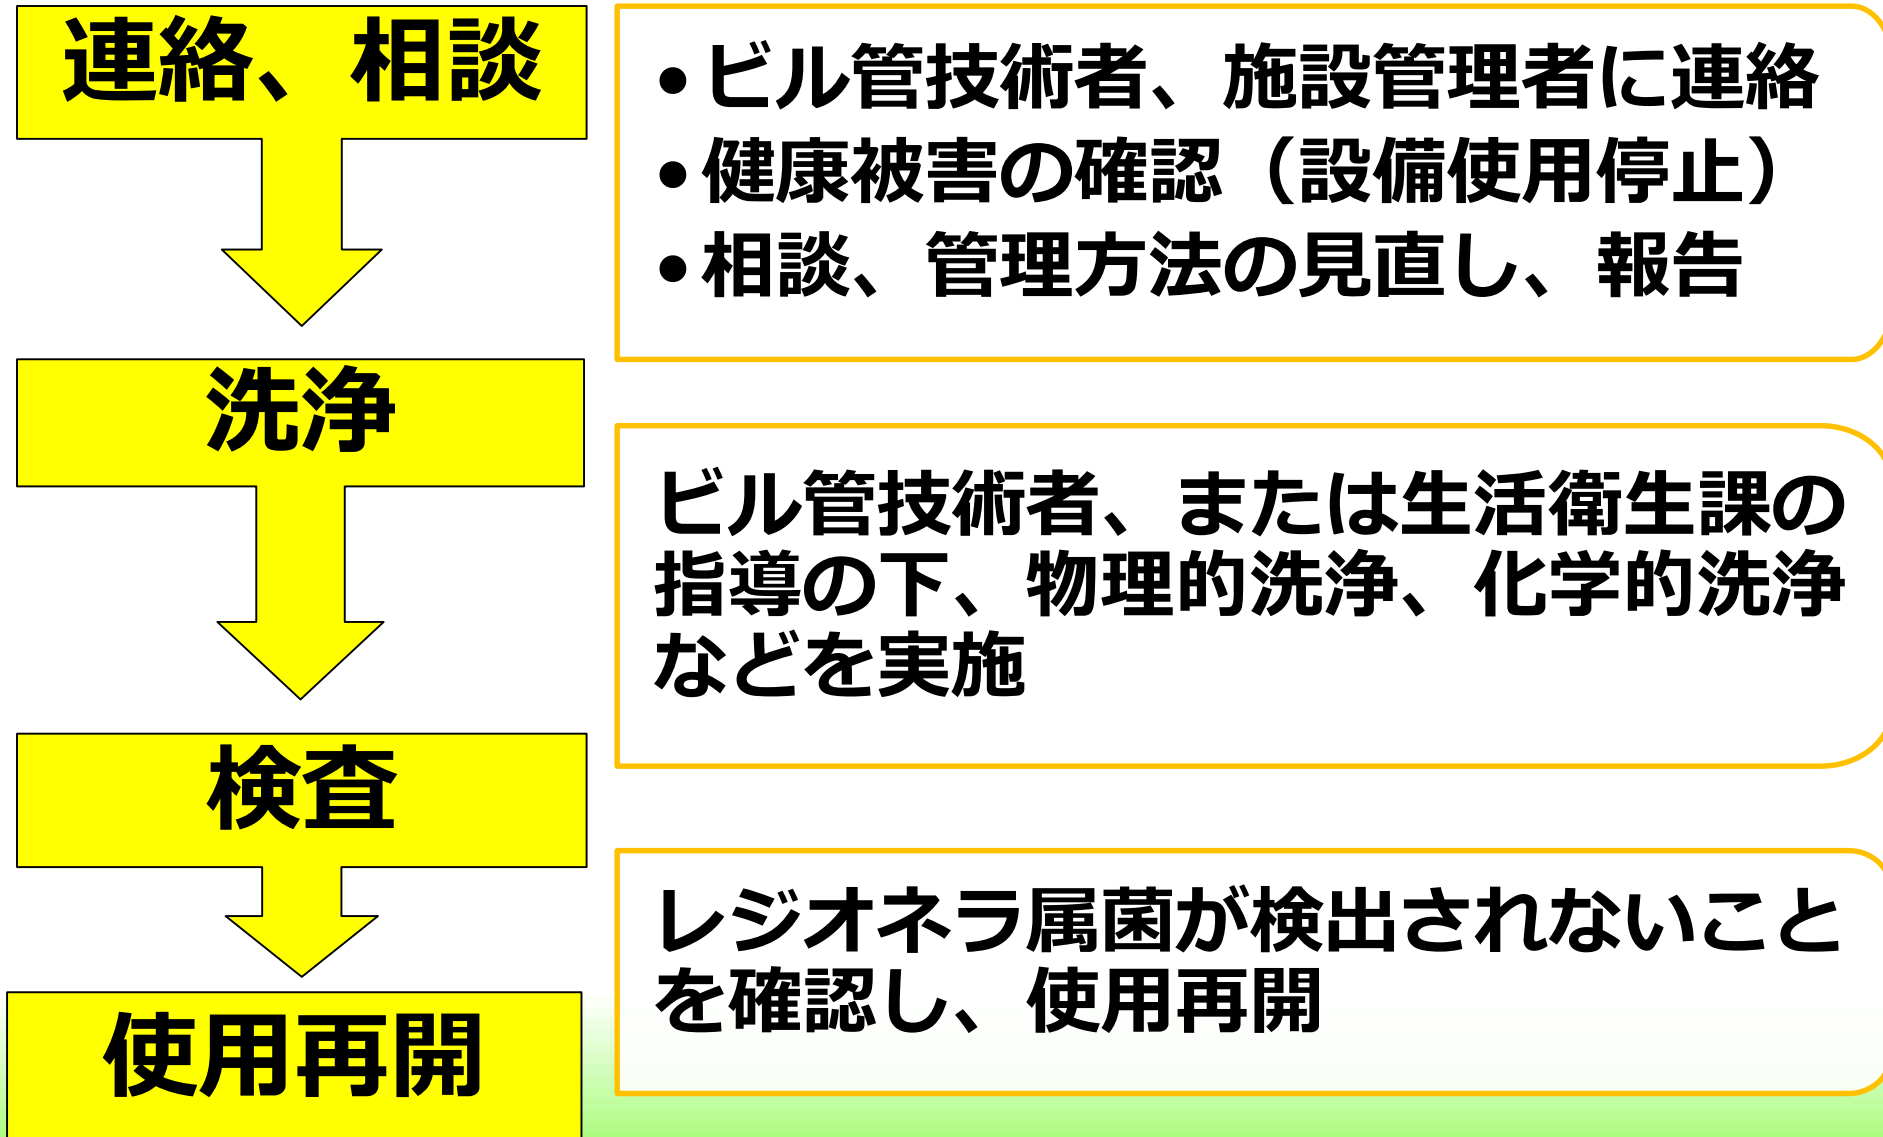 連絡、相談
・ビル管技術者、施設管理者に連絡
・健康被害の確認（設備使用停止）
・相談、管理方法の見直し、報告
洗浄
ビル管技術者、または生活衛生課の
指導の下、物理的洗浄、化学的洗浄
などを実施
検査
レジオネラ属菌が検出されないこと
を確認し、使用再開
使用再開